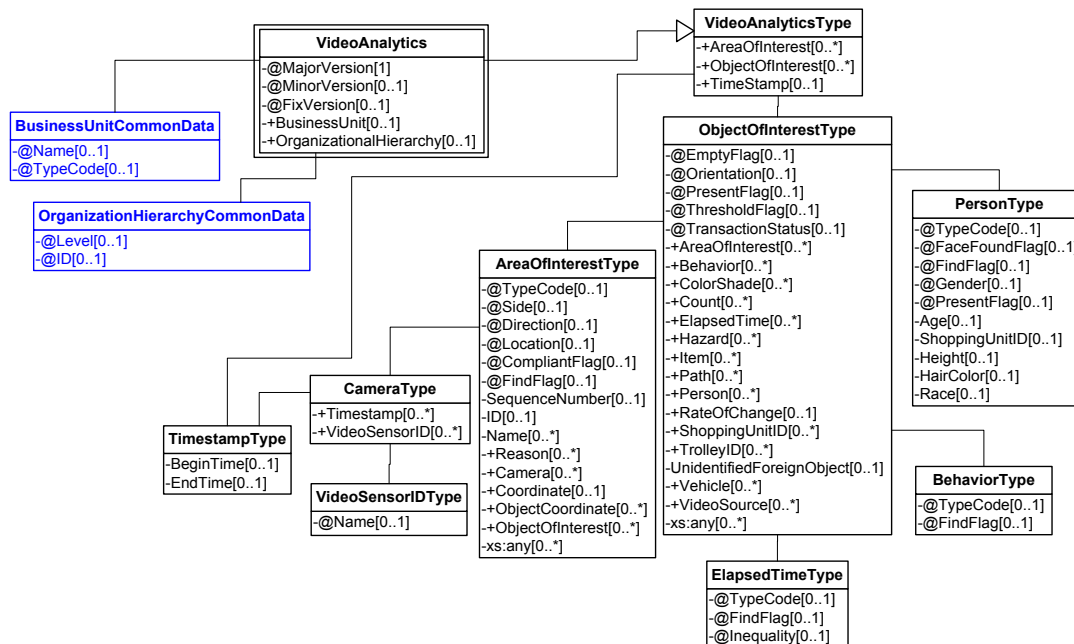 VideoAnalytics
-@MajorVersion[1]
-@MinorVersion[0..1]
-@FixVersion[0..1]
-+BusinessUnit[0..1]
-+OrganizationalHierarchy[0..1]
VideoAnalyticsType
-+AreaOfInterest[0..*]
-+ObjectOfInterest[0..*]
-+TimeStamp[0..1]
BusinessUnitCommonData
-@Name[0..1]
-@TypeCode[0..1]
OrganizationHierarchyCommonData
-@Level[0..1]
-@ID[0..1]
ObjectOfInterestType
-@EmptyFlag[0..1]
-@Orientation[0..1]
-@PresentFlag[0..1]
-@ThresholdFlag[0..1]
-@TransactionStatus[0..1]
-+AreaOfInterest[0..*]
-+Behavior[0..*]
-+ColorShade[0..*]
-+Count[0..*]
-+ElapsedTime[0..*]
-+Hazard[0..*]
-+Item[0..*]
-+Path[0..*]
-+Person[0..*]
-+RateOfChange[0..1]
-+ShoppingUnitID[0..*]
-+TrolleyID[0..*]
-UnidentifiedForeignObject[0..1]
-+Vehicle[0..*]
-+VideoSource[0..*]
-xs:any[0..*]
PersonType
-@TypeCode[0..1]
-@FaceFoundFlag[0..1]
-@FindFlag[0..1]
-@Gender[0..1]
-@PresentFlag[0..1]
-Age[0..1]
-ShoppingUnitID[0..1]
-Height[0..1]
-HairColor[0..1]
-Race[0..1]
AreaOfInterestType
-@TypeCode[0..1]
-@Side[0..1]
-@Direction[0..1]
-@Location[0..1]
-@CompliantFlag[0..1]
-@FindFlag[0..1]
-SequenceNumber[0..1]
-ID[0..1]
-Name[0..*]
-+Reason[0..*]
-+Camera[0..*]
-+Coordinate[0..1]
-+ObjectCoordinate[0..*]
-+ObjectOfInterest[0..*]
-xs:any[0..*]
CameraType
-+Timestamp[0..*]
-+VideoSensorID[0..*]
TimestampType
-BeginTime[0..1]
-EndTime[0..1]
VideoSensorIDType
-@Name[0..1]
BehaviorType
-@TypeCode[0..1]
-@FindFlag[0..1]
ElapsedTimeType
-@TypeCode[0..1]
-@FindFlag[0..1]
-@Inequality[0..1]